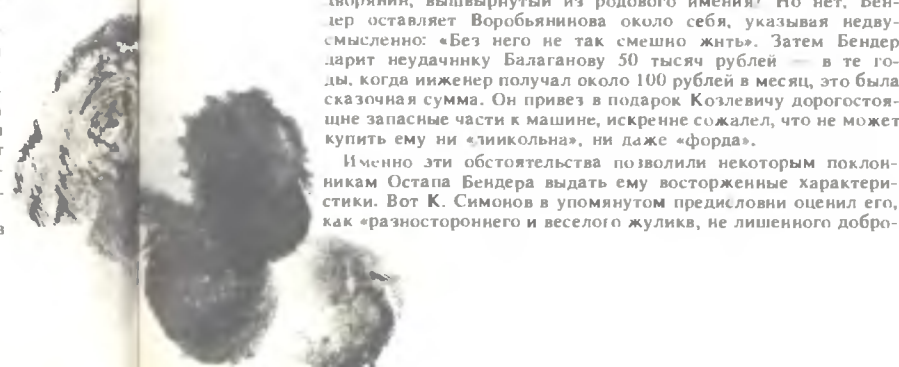 творянин, вышвырнутый из родового имения? Но нет, Бен-
дер оставляет Воробьянинова около себя, указывая недву-
смысленно: «Без него не так смешно жить». Затем Бендер
дарит неудачнику Балаганову 50 тысяч рублей — в те го-
ды, когда инженер получал около 100 рублей в месяц, это была
сказочная сумма. Он привез в подарок Козлевичу дорогостоя-
щие запасные части к машине, искренне сожалел, что не может
купить ему ни «линкольна», ни даже «форда».
Именно эти обстоятельства позволили некоторым поклон-
никам Остапа Бендера выдать ему восторженные характери-
стики. Вот К. Симонов в упомянутом предисловии оценил его,
как «разностороннего и веселого жулика, не лишенного добро-